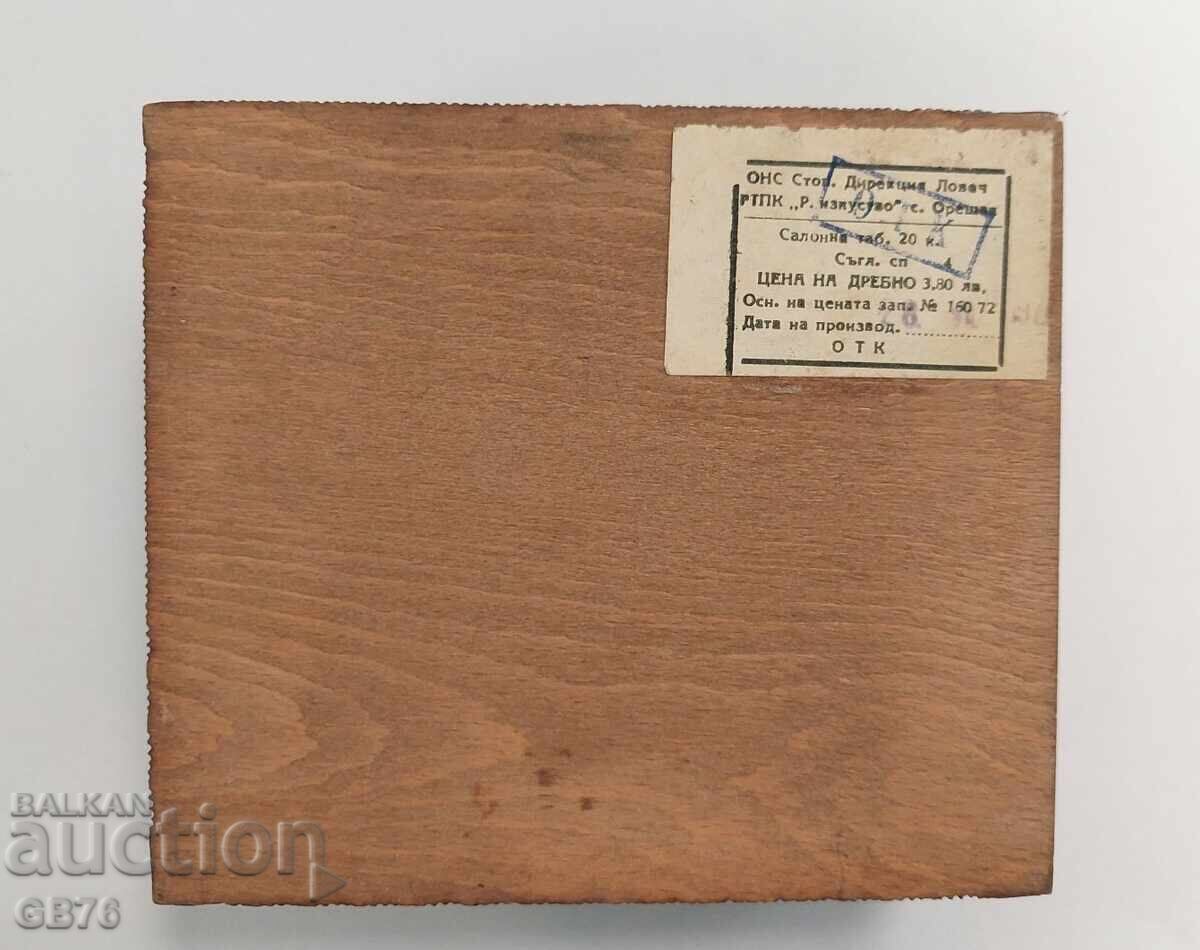 ОНС Стоп. Дирекция Ловеч
РТПК „Р. изкуство" с. Орешак
ОТК
Салонна таб. 20 к.
Съгл. сп 4
ЦЕНА НА ДРЕБНО 3.80 лв.
Осн. на цената зап. № 160 72
Дата на производ.
ОТК
BALKAN
auction
GB76